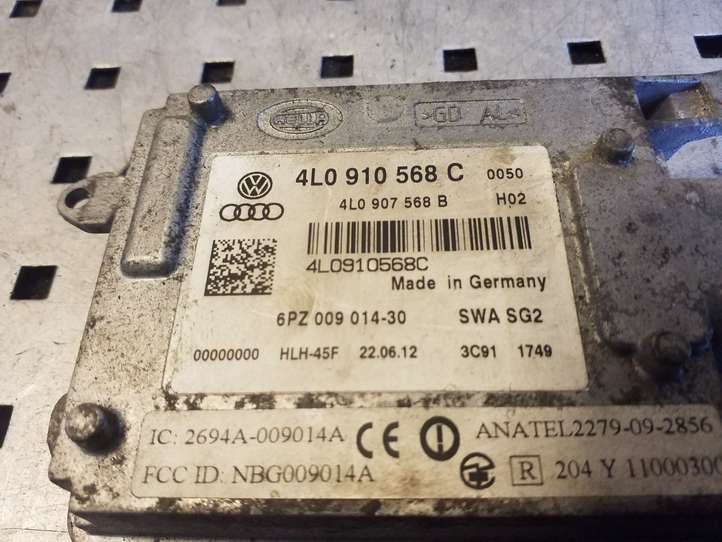 HELLA
>GD AL<
4L0 910 568 C 0050
4L0 907 568 B H02
4L0910568C
Made in Germany
6PZ 009 014-30 SWA SG2
00000000 HLH-45F 22.06.12 3C91 1749
IC: 2694A-009014A CE ANATEL2279-09-2856
FCC ID: NBG009014A R 204 Y 11000300